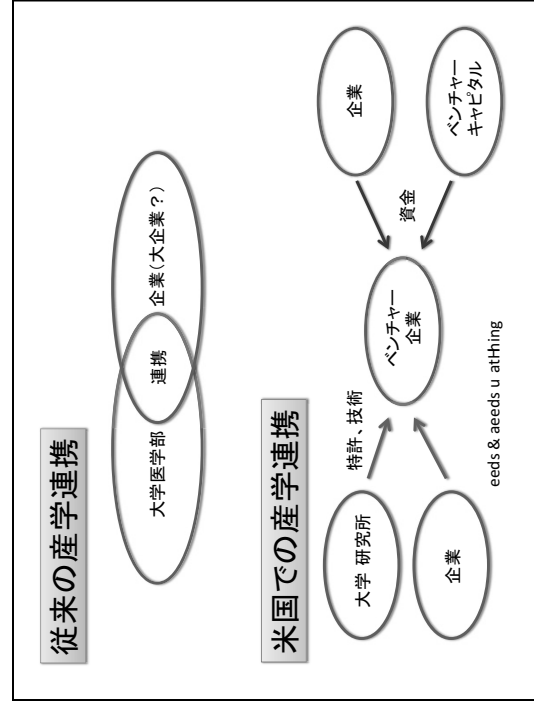 従来の産学連携
大学医学部
連携
企業(大企業?)
米国での産学連携
大学 研究所
企業
特許、技術
ベンチャー
企業
資金
企業
ベンチャー
キャピタル
eeds & aeeds u atHhing